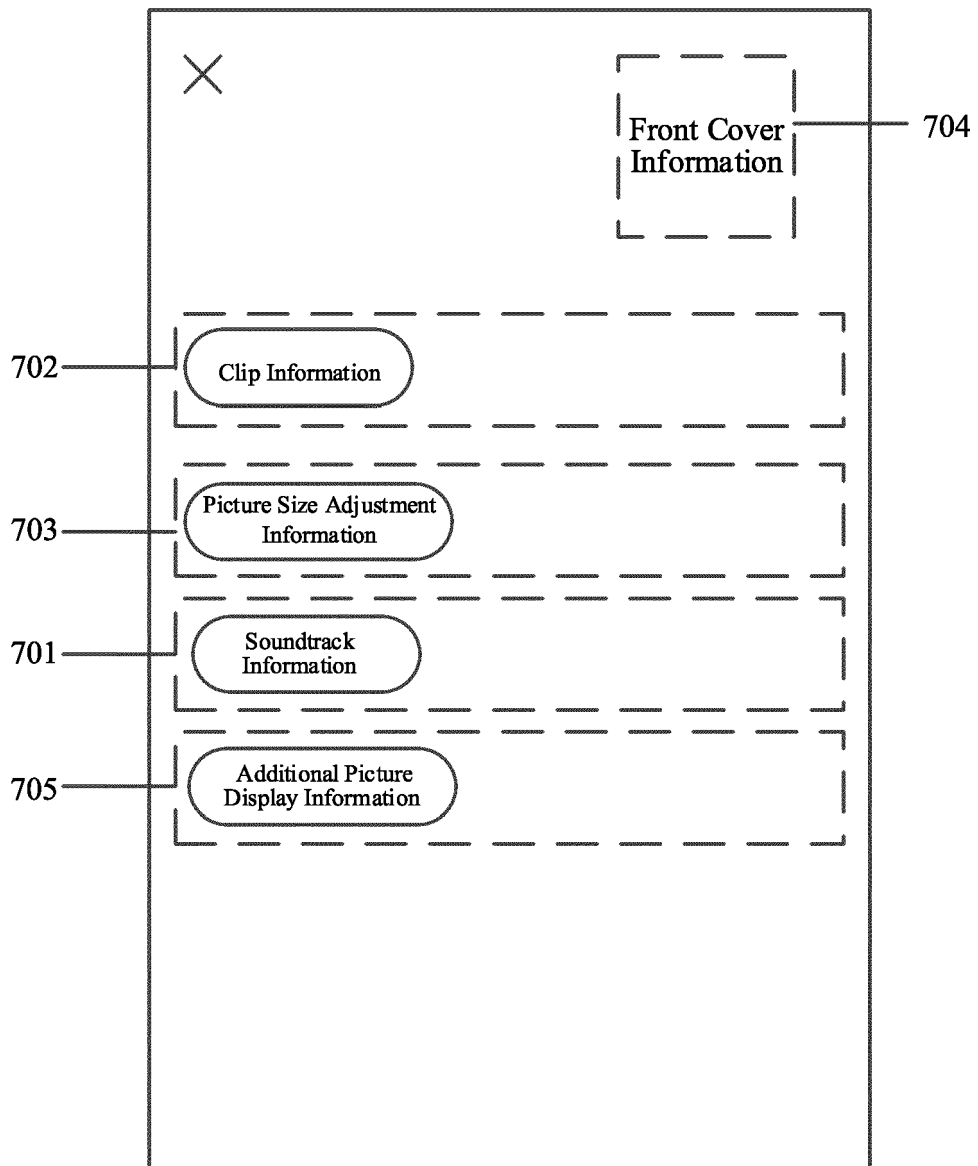 Front Cover
Information
704
702
Clip Information
703
Picture Size Adjustment
Information
701
Soundtrack
Information
705
Additional Picture
Display Information